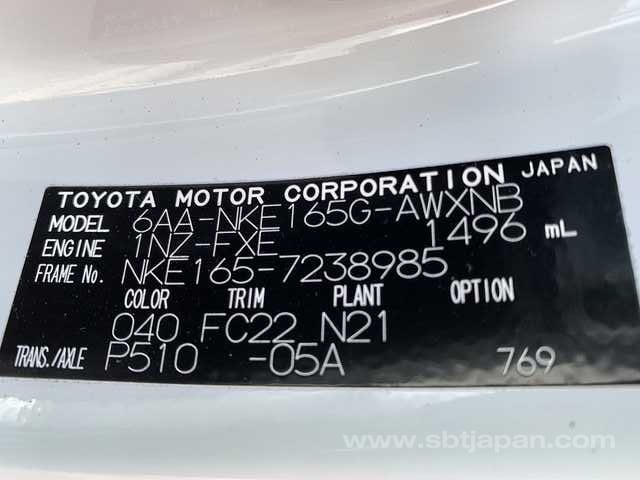 TOYOTA MOTOR CORPORATION JAPAN
MODEL 6AA-NKE165G-AWXNB
ENGINE 1NZ-FXE 1496 mL
FRAME No. NKE165-7238985
COLOR TRIM PLANT OPTION
040 FC22 N21
TRANS./AXLE P510 -05A 769
www.sbtjapan.com